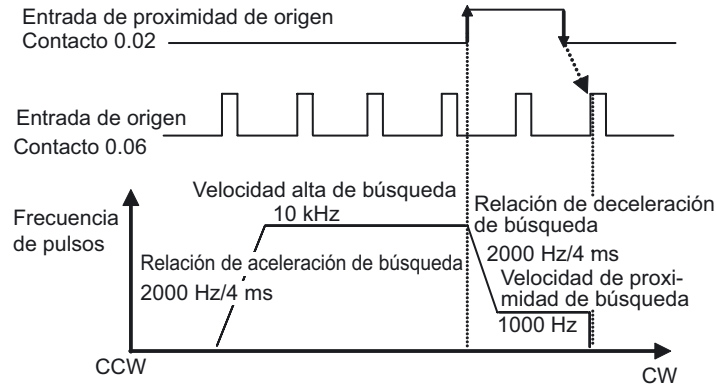 Entrada de proximidad de origen
Contacto 0.02
Entrada de origen
Contacto 0.06
Frecuencia
de pulsos
Velocidad alta de búsqueda
10 kHz
Relación de aceleración de búsqueda
2000 Hz/4 ms
Relación de deceleración
de búsqueda
2000 Hz/4 ms
Velocidad de proxi-
midad de búsqueda
1000 Hz
CCW
CW